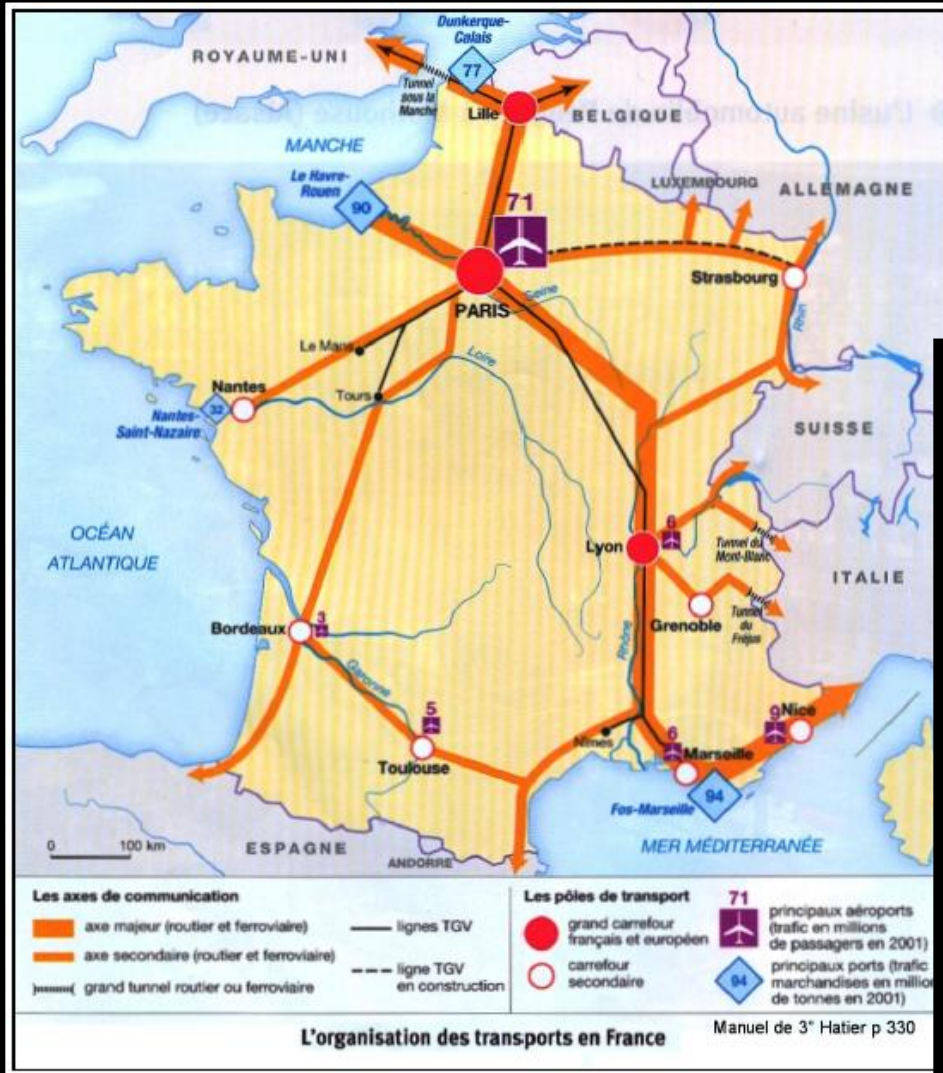 Dunkerque-
Calais
77
ROYAUME-UNI
Tunnel
sous la
Manche
Lille
BELGIQUE
MANCHE
Le Havre-
Rouen
90
LUXEMBOURG
ALLEMAGNE
71
Strasbourg
PARIS
Seine
Rhin
Le Mans
Loire
Tours
Nantes
32
Nantes-
Saint-Nazaire
SUISSE
OCÉAN
ATLANTIQUE
Lyon
6
Tunnel du
Mont-Blanc
ITALIE
Grenoble
Tunnel
du
Fréjus
Rhône
Bordeaux
3
Garonne
5
Toulouse
Nîmes
6
Marseille
9
Nice
Fos-Marseille
94
0 100 km
ESPAGNE
ANDORRE
MER MÉDITERRANÉE
Les axes de communication
axe majeur (routier et ferroviaire)
axe secondaire (routier et ferroviaire)
grand tunnel routier ou ferroviaire
lignes TGV
ligne TGV
en construction
Les pôles de transport
grand carrefour
français et européen
carrefour
secondaire
71
principaux aéroports
(trafic en millions
de passagers en 2001)
94
principaux ports (trafic
marchandises en million
de tonnes en 2001)
L'organisation des transports en France
Manuel de 3° Hatier p 330